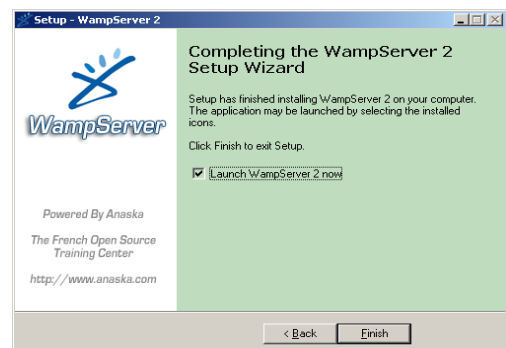 Setup - WampServer 2
WampServer
Powered By Anaska
The French Open Source
Training Center
http://www.anaska.com
Completing the WampServer 2
Setup Wizard
Setup has finished installing WampServer 2 on your computer.
The application may be launched by selecting the installed
icons.
Click Finish to exit Setup.
Launch WampServer 2 now
< Back
Finish